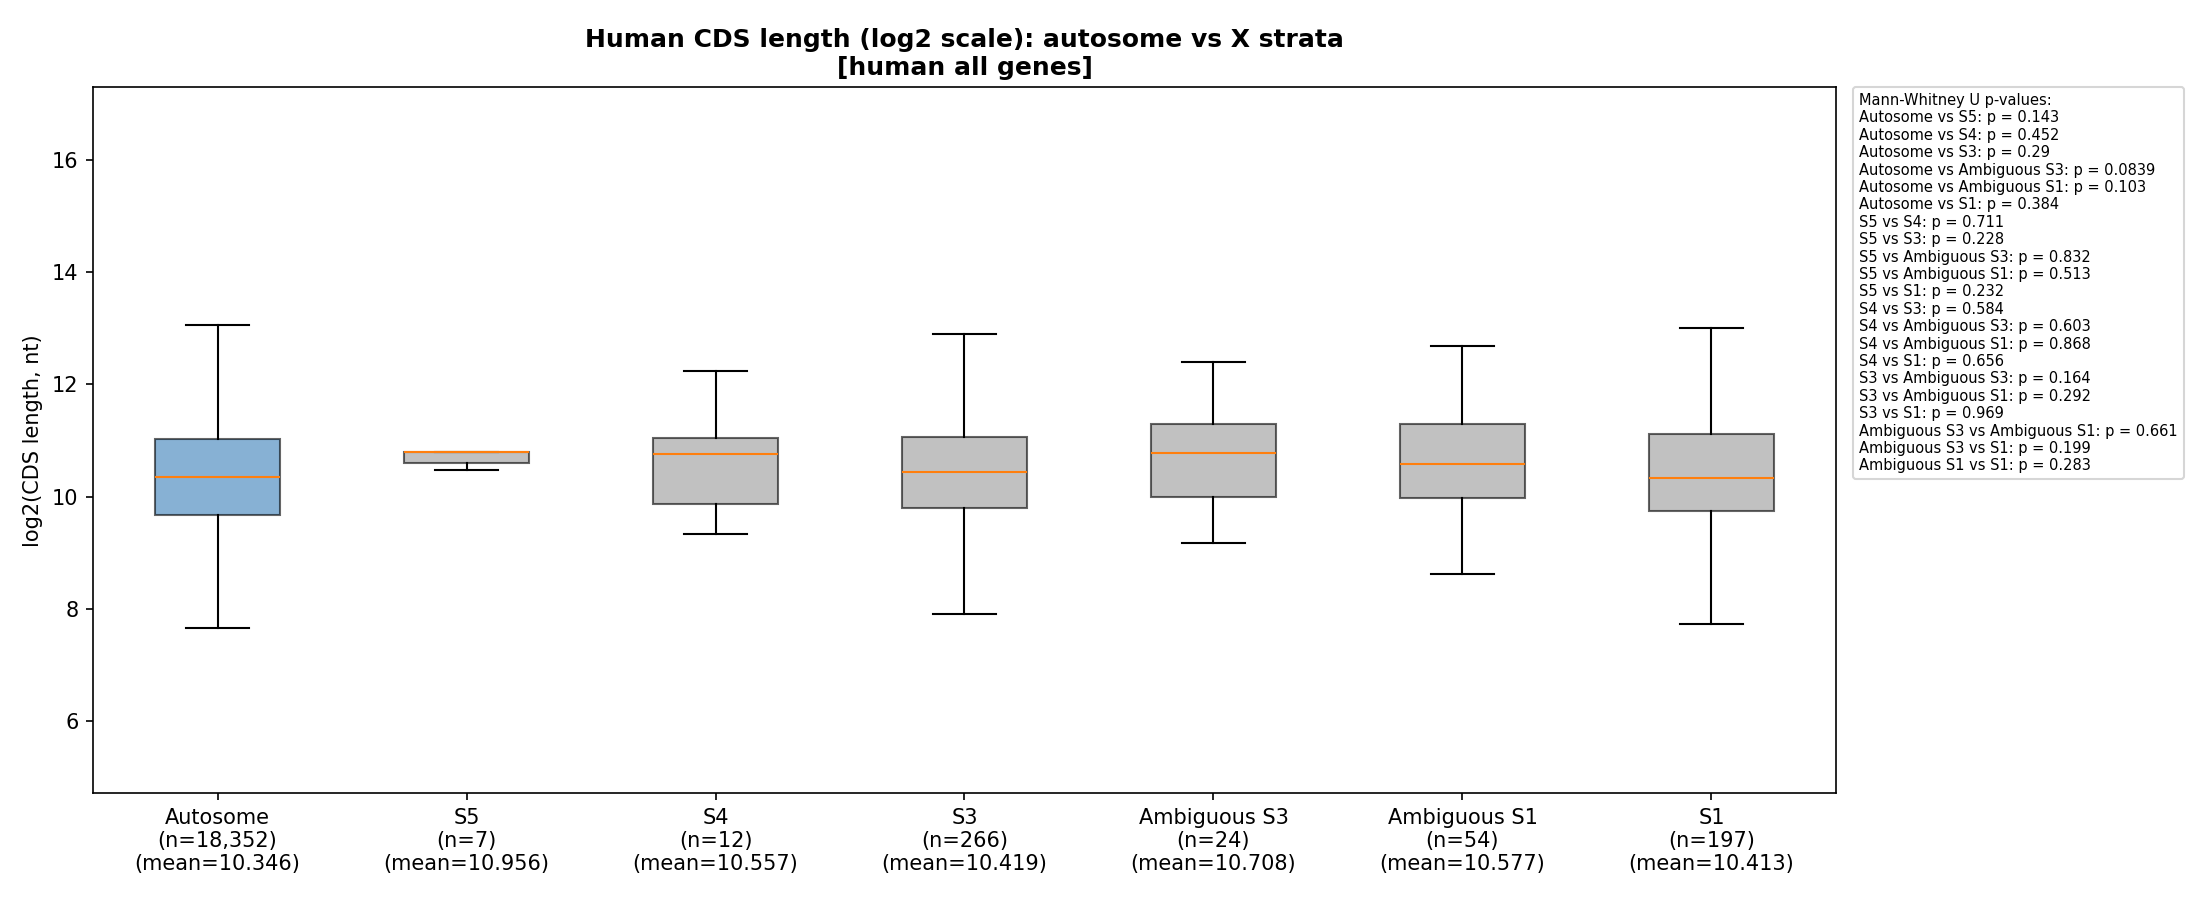 Human CDS length (log2 scale): autosome vs X strata
[human all genes]
log2(CDS length, nt)
16
14
12
10
8
6
Autosome
(n=18,352)
(mean=10.346)
S5
(n=7)
(mean=10.956)
S4
(n=12)
(mean=10.557)
S3
(n=266)
(mean=10.419)
Ambiguous S3
(n=24)
(mean=10.708)
Ambiguous S1
(n=54)
(mean=10.577)
S1
(n=197)
(mean=10.413)
Mann-Whitney U p-values:
Autosome vs S5: p = 0.143
Autosome vs S4: p = 0.452
Autosome vs S3: p = 0.29
Autosome vs Ambiguous S3: p = 0.0839
Autosome vs Ambiguous S1: p = 0.103
Autosome vs S1: p = 0.384
S5 vs S4: p = 0.711
S5 vs S3: p = 0.228
S5 vs Ambiguous S3: p = 0.832
S5 vs Ambiguous S1: p = 0.513
S5 vs S1: p = 0.232
S4 vs S3: p = 0.584
S4 vs Ambiguous S3: p = 0.603
S4 vs Ambiguous S1: p = 0.868
S4 vs S1: p = 0.656
S3 vs Ambiguous S3: p = 0.164
S3 vs Ambiguous S1: p = 0.292
S3 vs S1: p = 0.969
Ambiguous S3 vs Ambiguous S1: p = 0.661
Ambiguous S3 vs S1: p = 0.199
Ambiguous S1 vs S1: p = 0.283